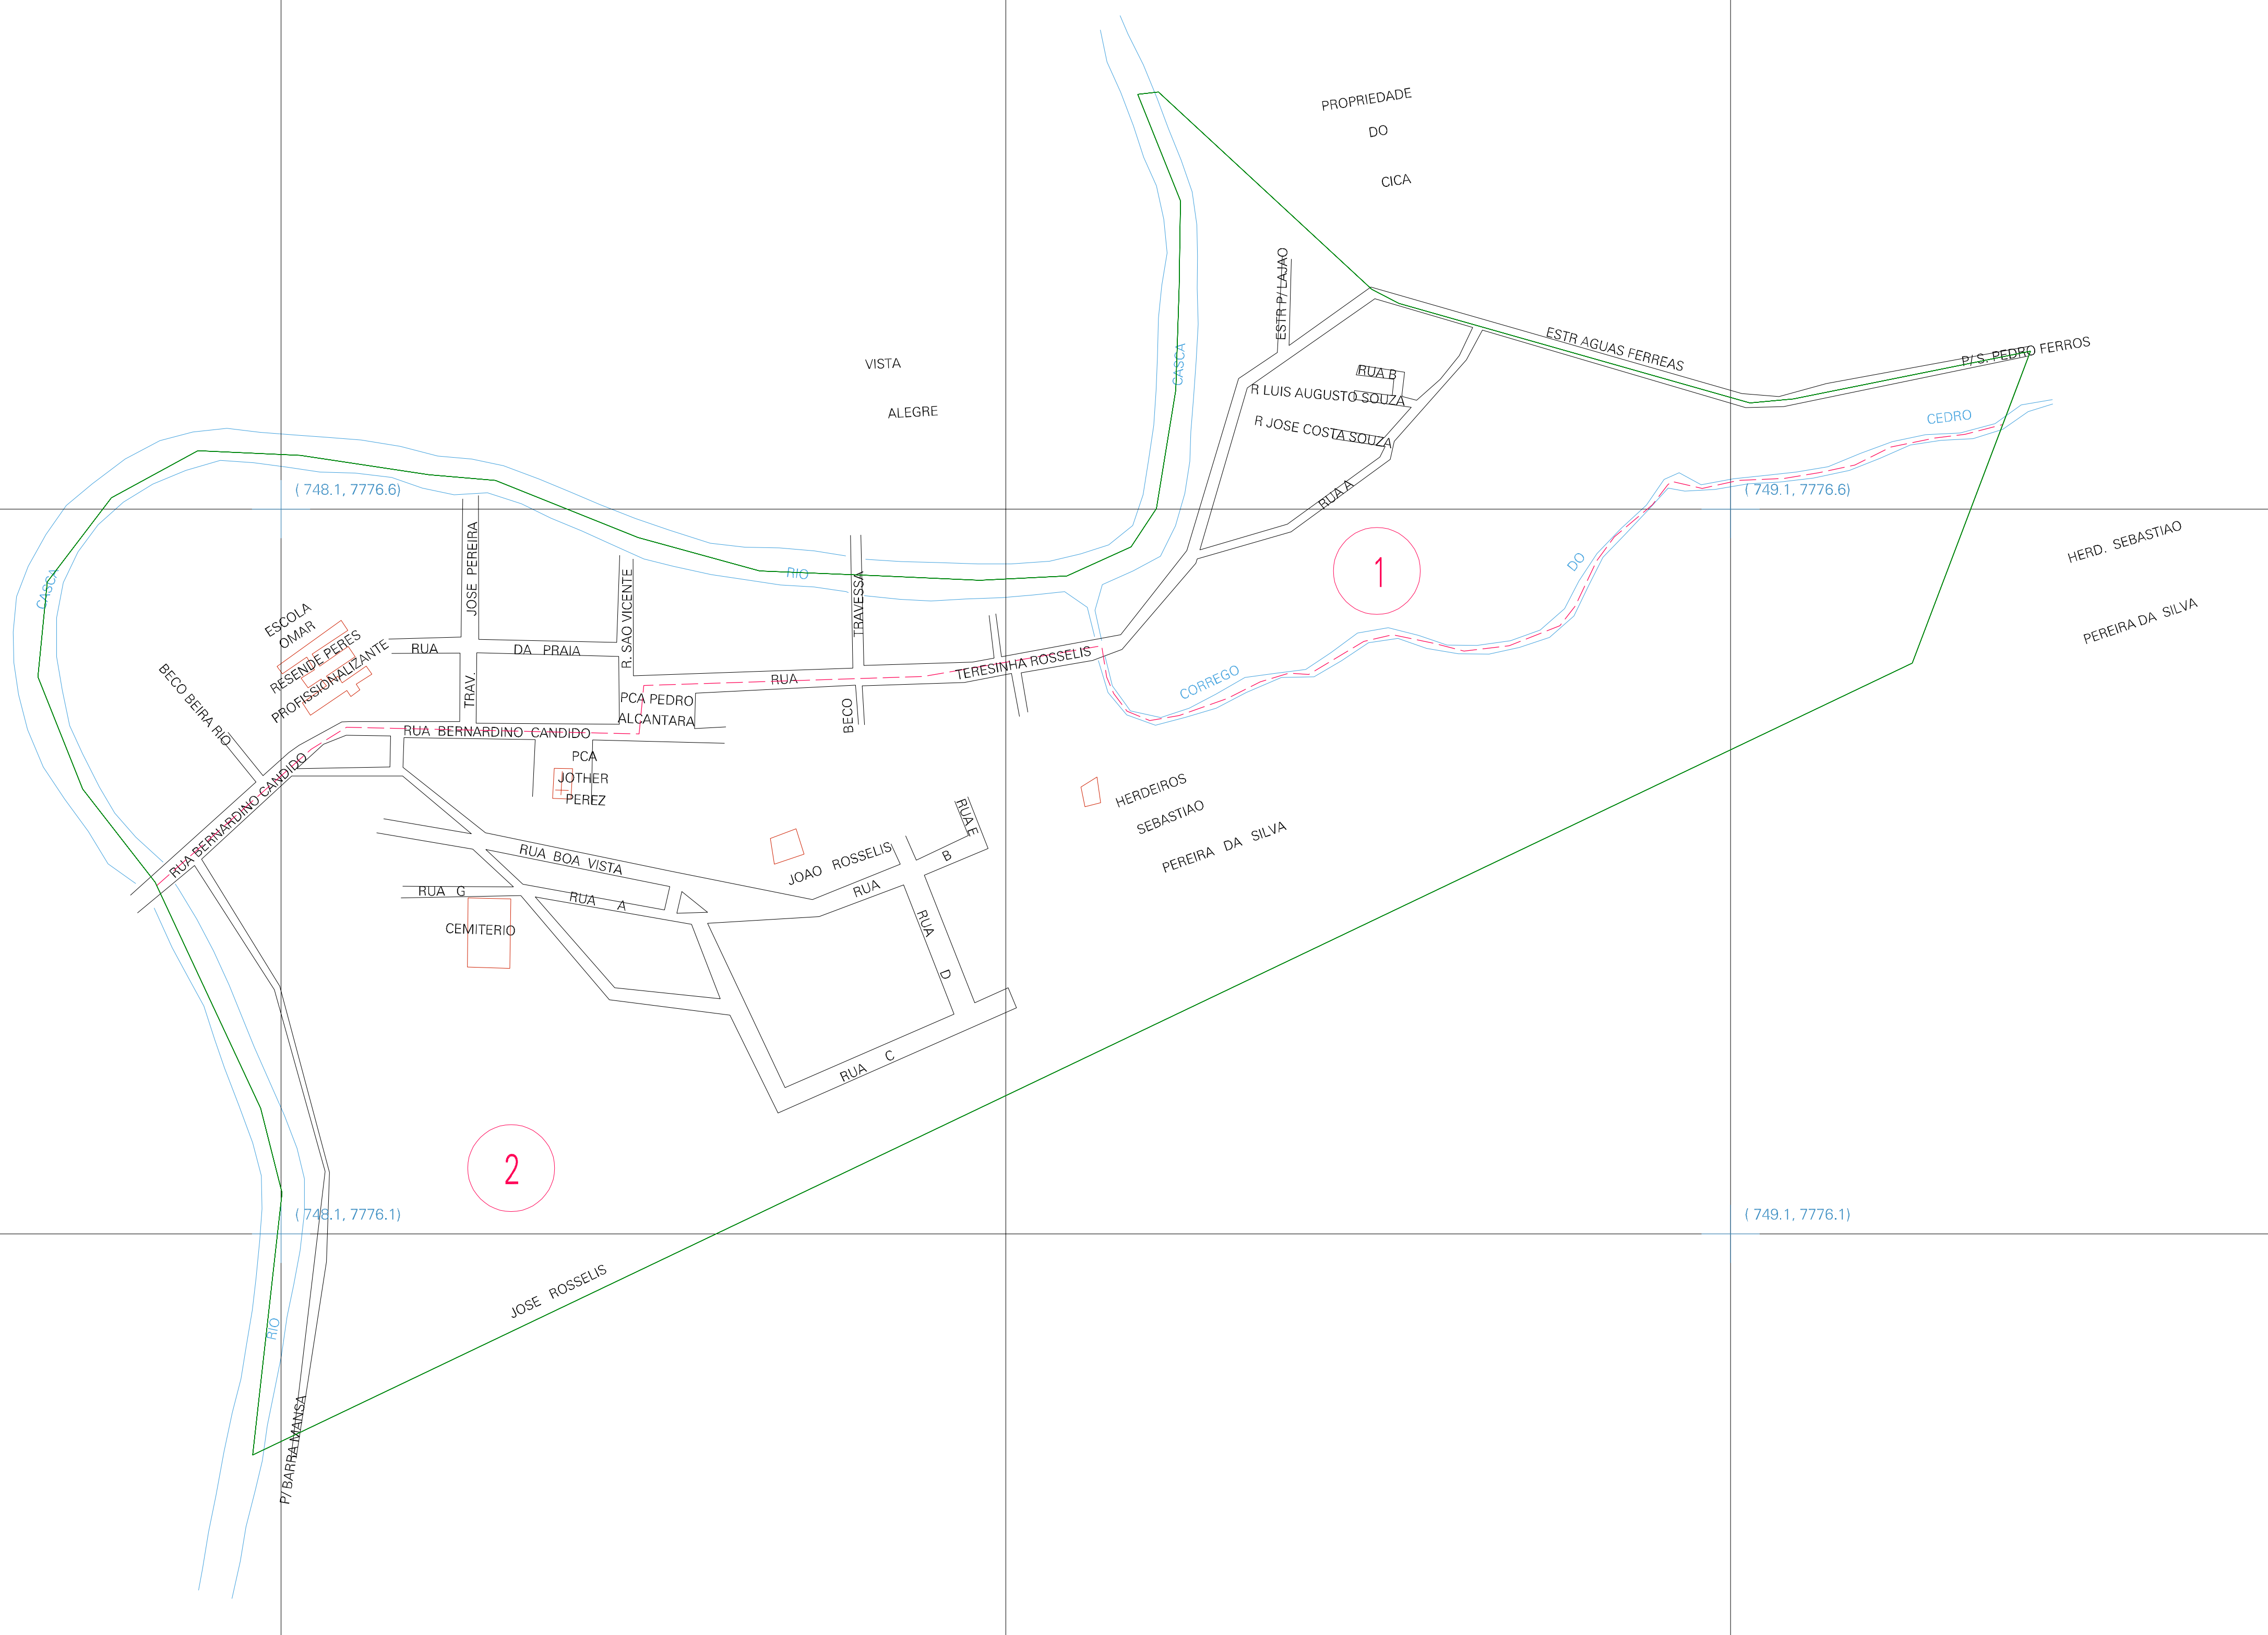 PROPRIEDADE
DO
CICA
ESTR P/ LAJAO
CASCA
ESTR AGUAS FERREAS
P/ S. PEDRO FERROS
VISTA
ALEGRE
RUA B
R LUIS AUGUSTO SOUZA
R JOSE COSTA SOUZA
CEDRO
RUA A
( 748.1, 7776.6)
( 749.1, 7776.6)
HERD. SEBASTIAO
PEREIRA DA SILVA
1
DO
CORREGO
RIO
CASCA
JOSE PEREIRA
R. SAO VICENTE
TRAVESSA
ESCOLA
OMAR
RESENDE PERES
PROFISSIONALIZANTE
RUA DA PRAIA
TRAV.
BECO BEIRA RIO
PCA PEDRO
ALCANTARA
RUA TERESINHA ROSSELIS
BECO
RUA BERNARDINO CANDIDO
RUA BERNARDINO CANDIDO
PCA
JOTHER
PEREZ
HERDEIROS
SEBASTIAO
PEREIRA DA SILVA
RUA E
JOAO ROSSELIS
RUA B
RUA BOA VISTA
RUA G
RUA A
CEMITERIO
RUA D
RUA C
2
( 748.1, 7776.1)
( 749.1, 7776.1)
JOSE ROSSELIS
RIO
P/ BARRA MANSA